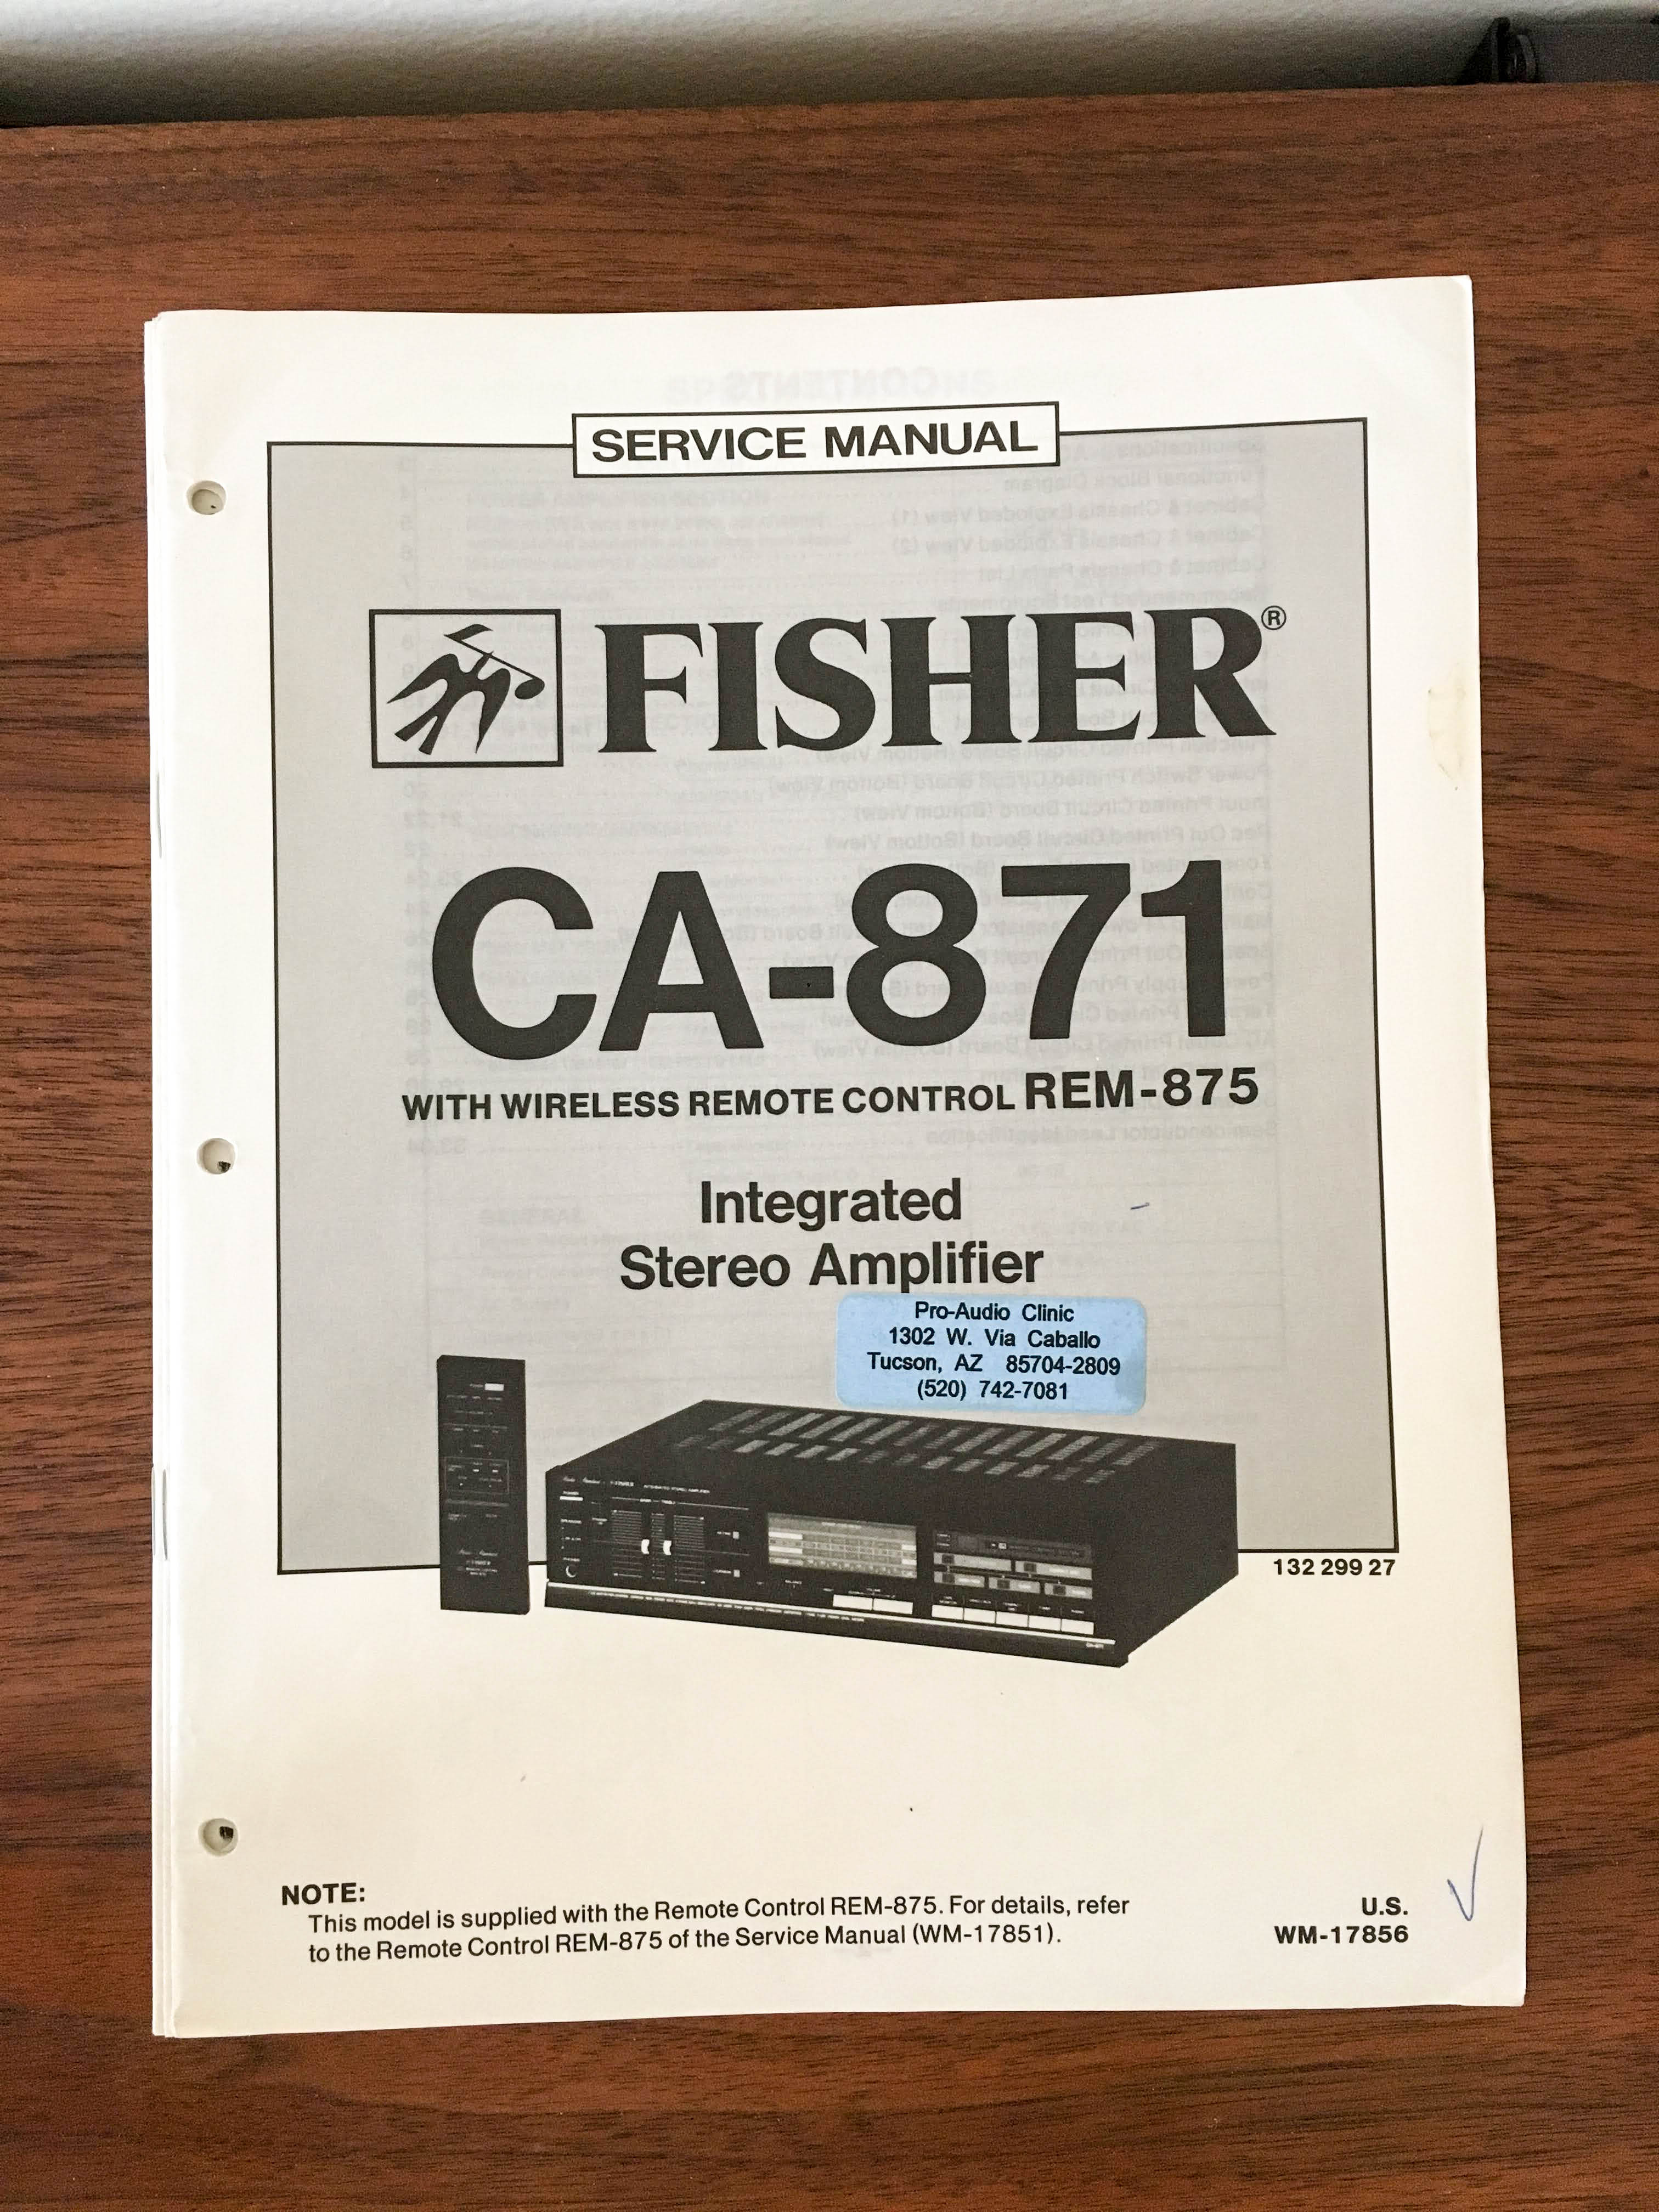 SERVICE MANUAL
FISHER®
CA-871
WITH WIRELESS REMOTE CONTROL REM-875
Integrated
Stereo Amplifier
Pro-Audio Clinic
1302 W. Via Caballo
Tucson, AZ 85704-2809
(520) 742-7081
132 299 27
NOTE:
This model is supplied with the Remote Control REM-875. For details, refer
to the Remote Control REM-875 of the Service Manual (WM-17851).
U.S.
WM-17856